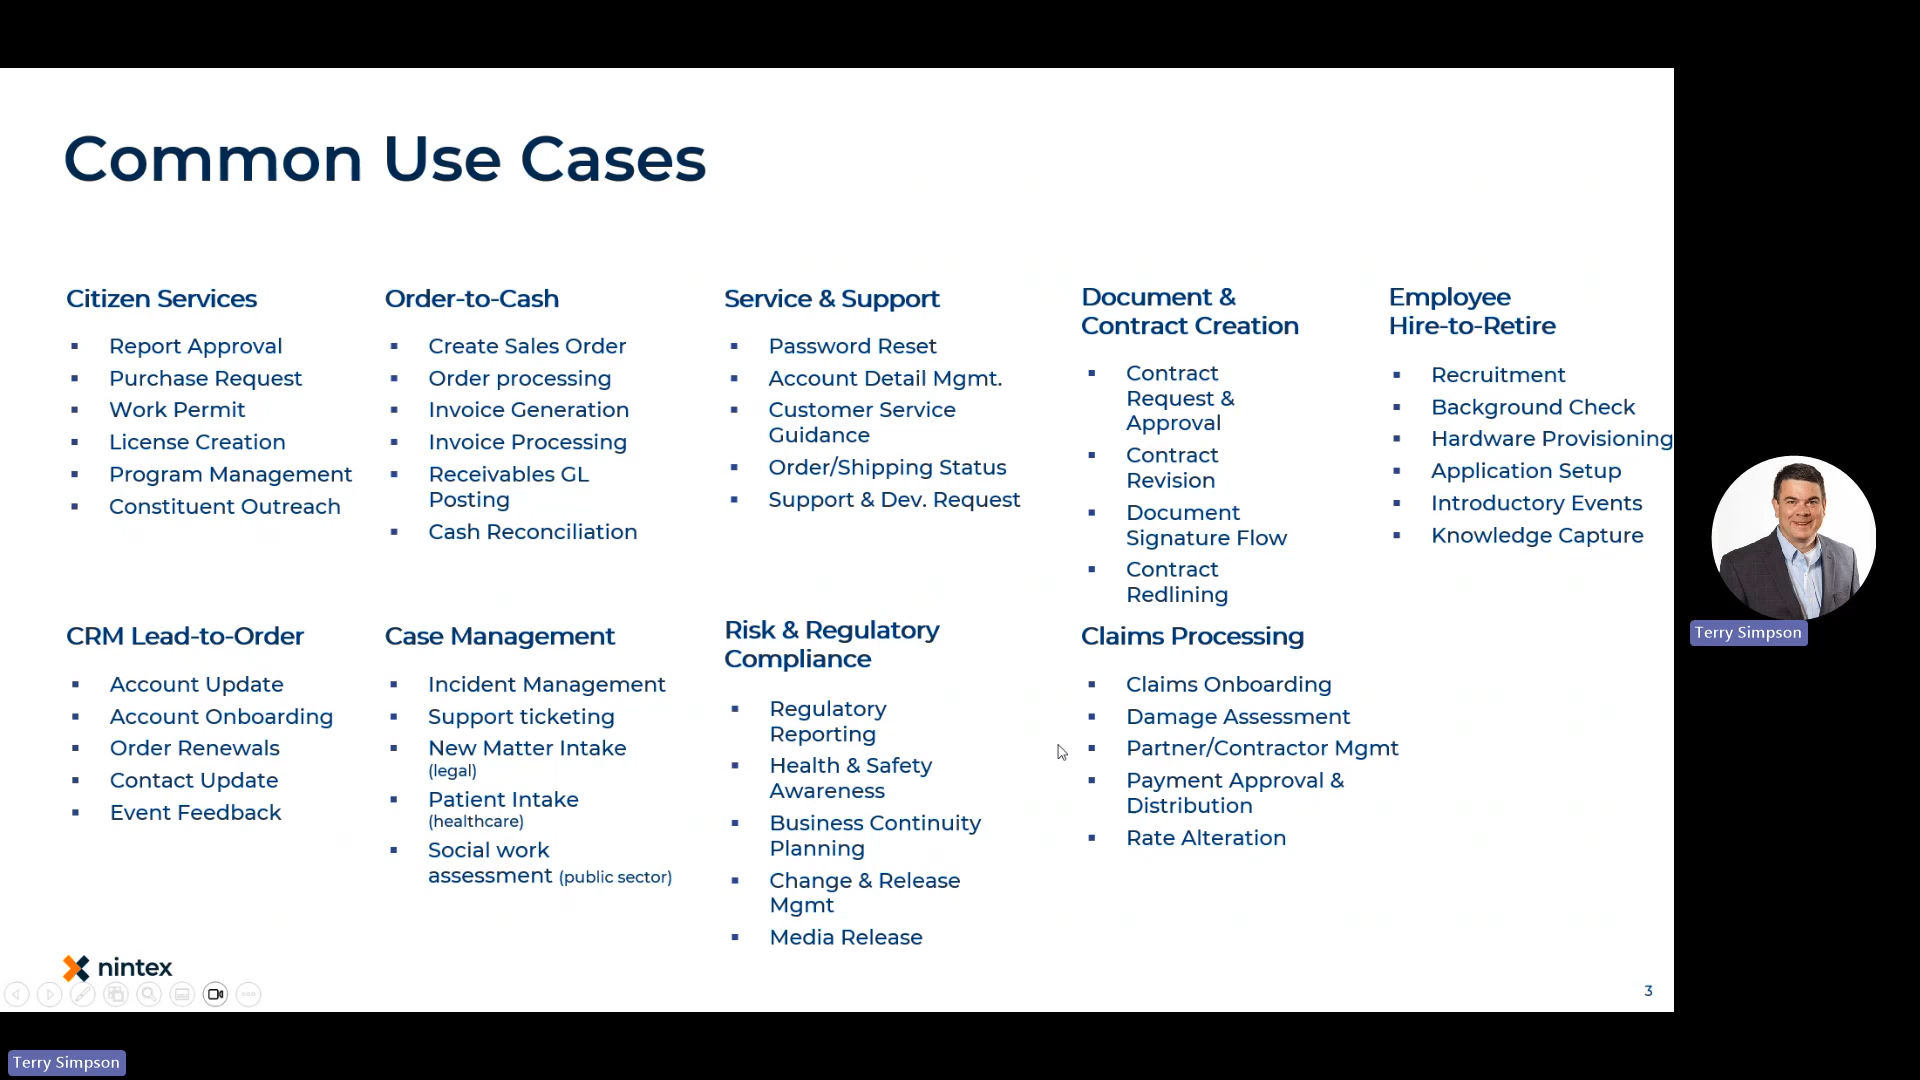 Common Use Cases
Citizen Services
Report Approval
Purchase Request
Work Permit
License Creation
Program Management
Constituent Outreach
Order-to-Cash
Create Sales Order
Order processing
Invoice Generation
Invoice Processing
Receivables GL
Posting
Cash Reconciliation
Service & Support
Password Reset
Account Detail Mgmt.
Customer Service
Guidance
Order/Shipping Status
Support & Dev. Request
Document &
Contract Creation
Contract
Request &
Approval
Contract
Revision
Document
Signature Flow
Contract
Redlining
Employee
Hire-to-Retire
Recruitment
Background Check
Hardware Provisioning
Application Setup
Introductory Events
Knowledge Capture
CRM Lead-to-Order
Account Update
Account Onboarding
Order Renewals
Contact Update
Event Feedback
Case Management
Incident Management
Support ticketing
New Matter Intake
(legal)
Patient Intake
(healthcare)
Social work
assessment (public sector)
Risk & Regulatory
Compliance
Regulatory
Reporting
Health & Safety
Awareness
Business Continuity
Planning
Change & Release
Mgmt
Media Release
Claims Processing
Claims Onboarding
Damage Assessment
Partner/Contractor Mgmt
Payment Approval &
Distribution
Rate Alteration
nintex
3
Terry Simpson
Terry Simpson